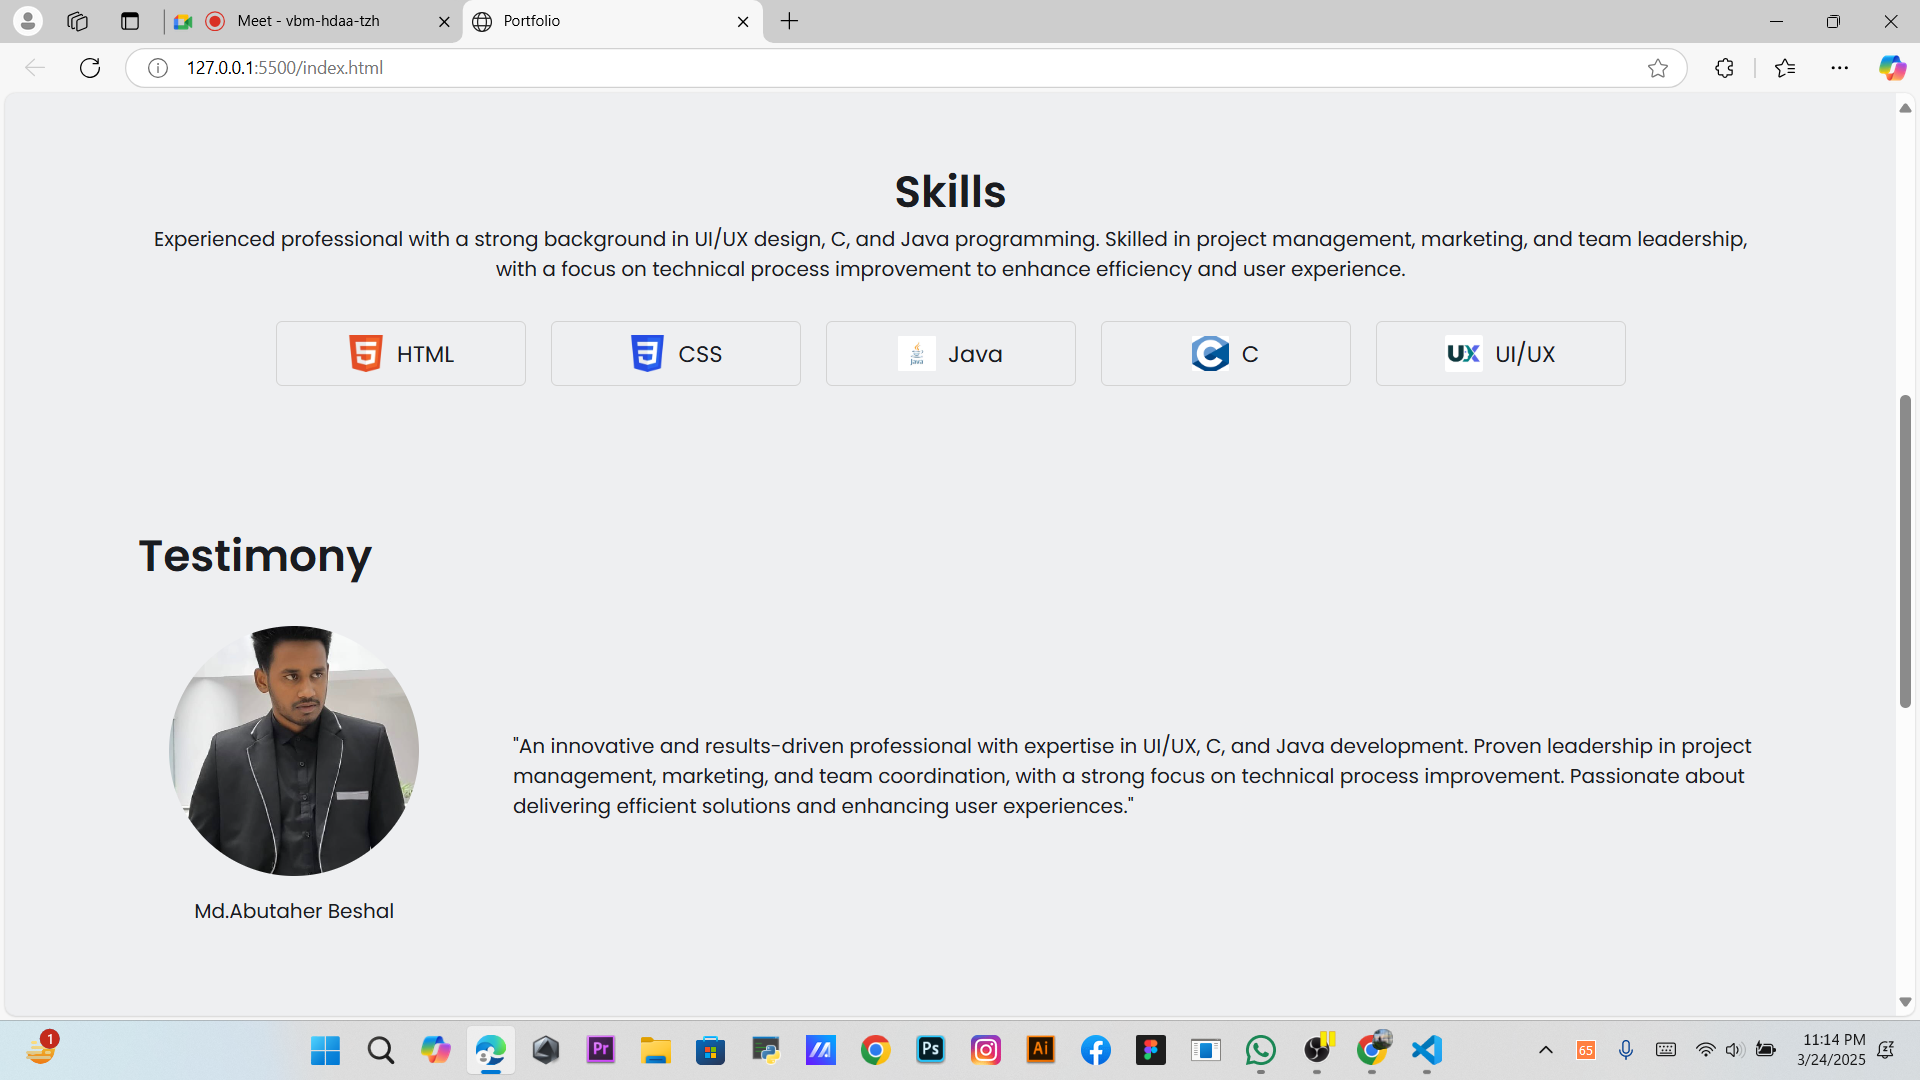 Meet - vbm-hdaa-tzh
Portfolio
127.0.0.1:5500/index.html
Skills
Experienced professional with a strong background in UI/UX design, C, and Java programming. Skilled in project management, marketing, and team leadership,
with a focus on technical process improvement to enhance efficiency and user experience.
HTML
CSS
Java
Java
C
C
UX
UI/UX
Testimony
"An innovative and results-driven professional with expertise in UI/UX, C, and Java development. Proven leadership in project
management, marketing, and team coordination, with a strong focus on technical process improvement. Passionate about
delivering efficient solutions and enhancing user experiences."
Md.Abutaher Beshal
1
Pr
Ps
Ai
65
11:14 PM
3/24/2025